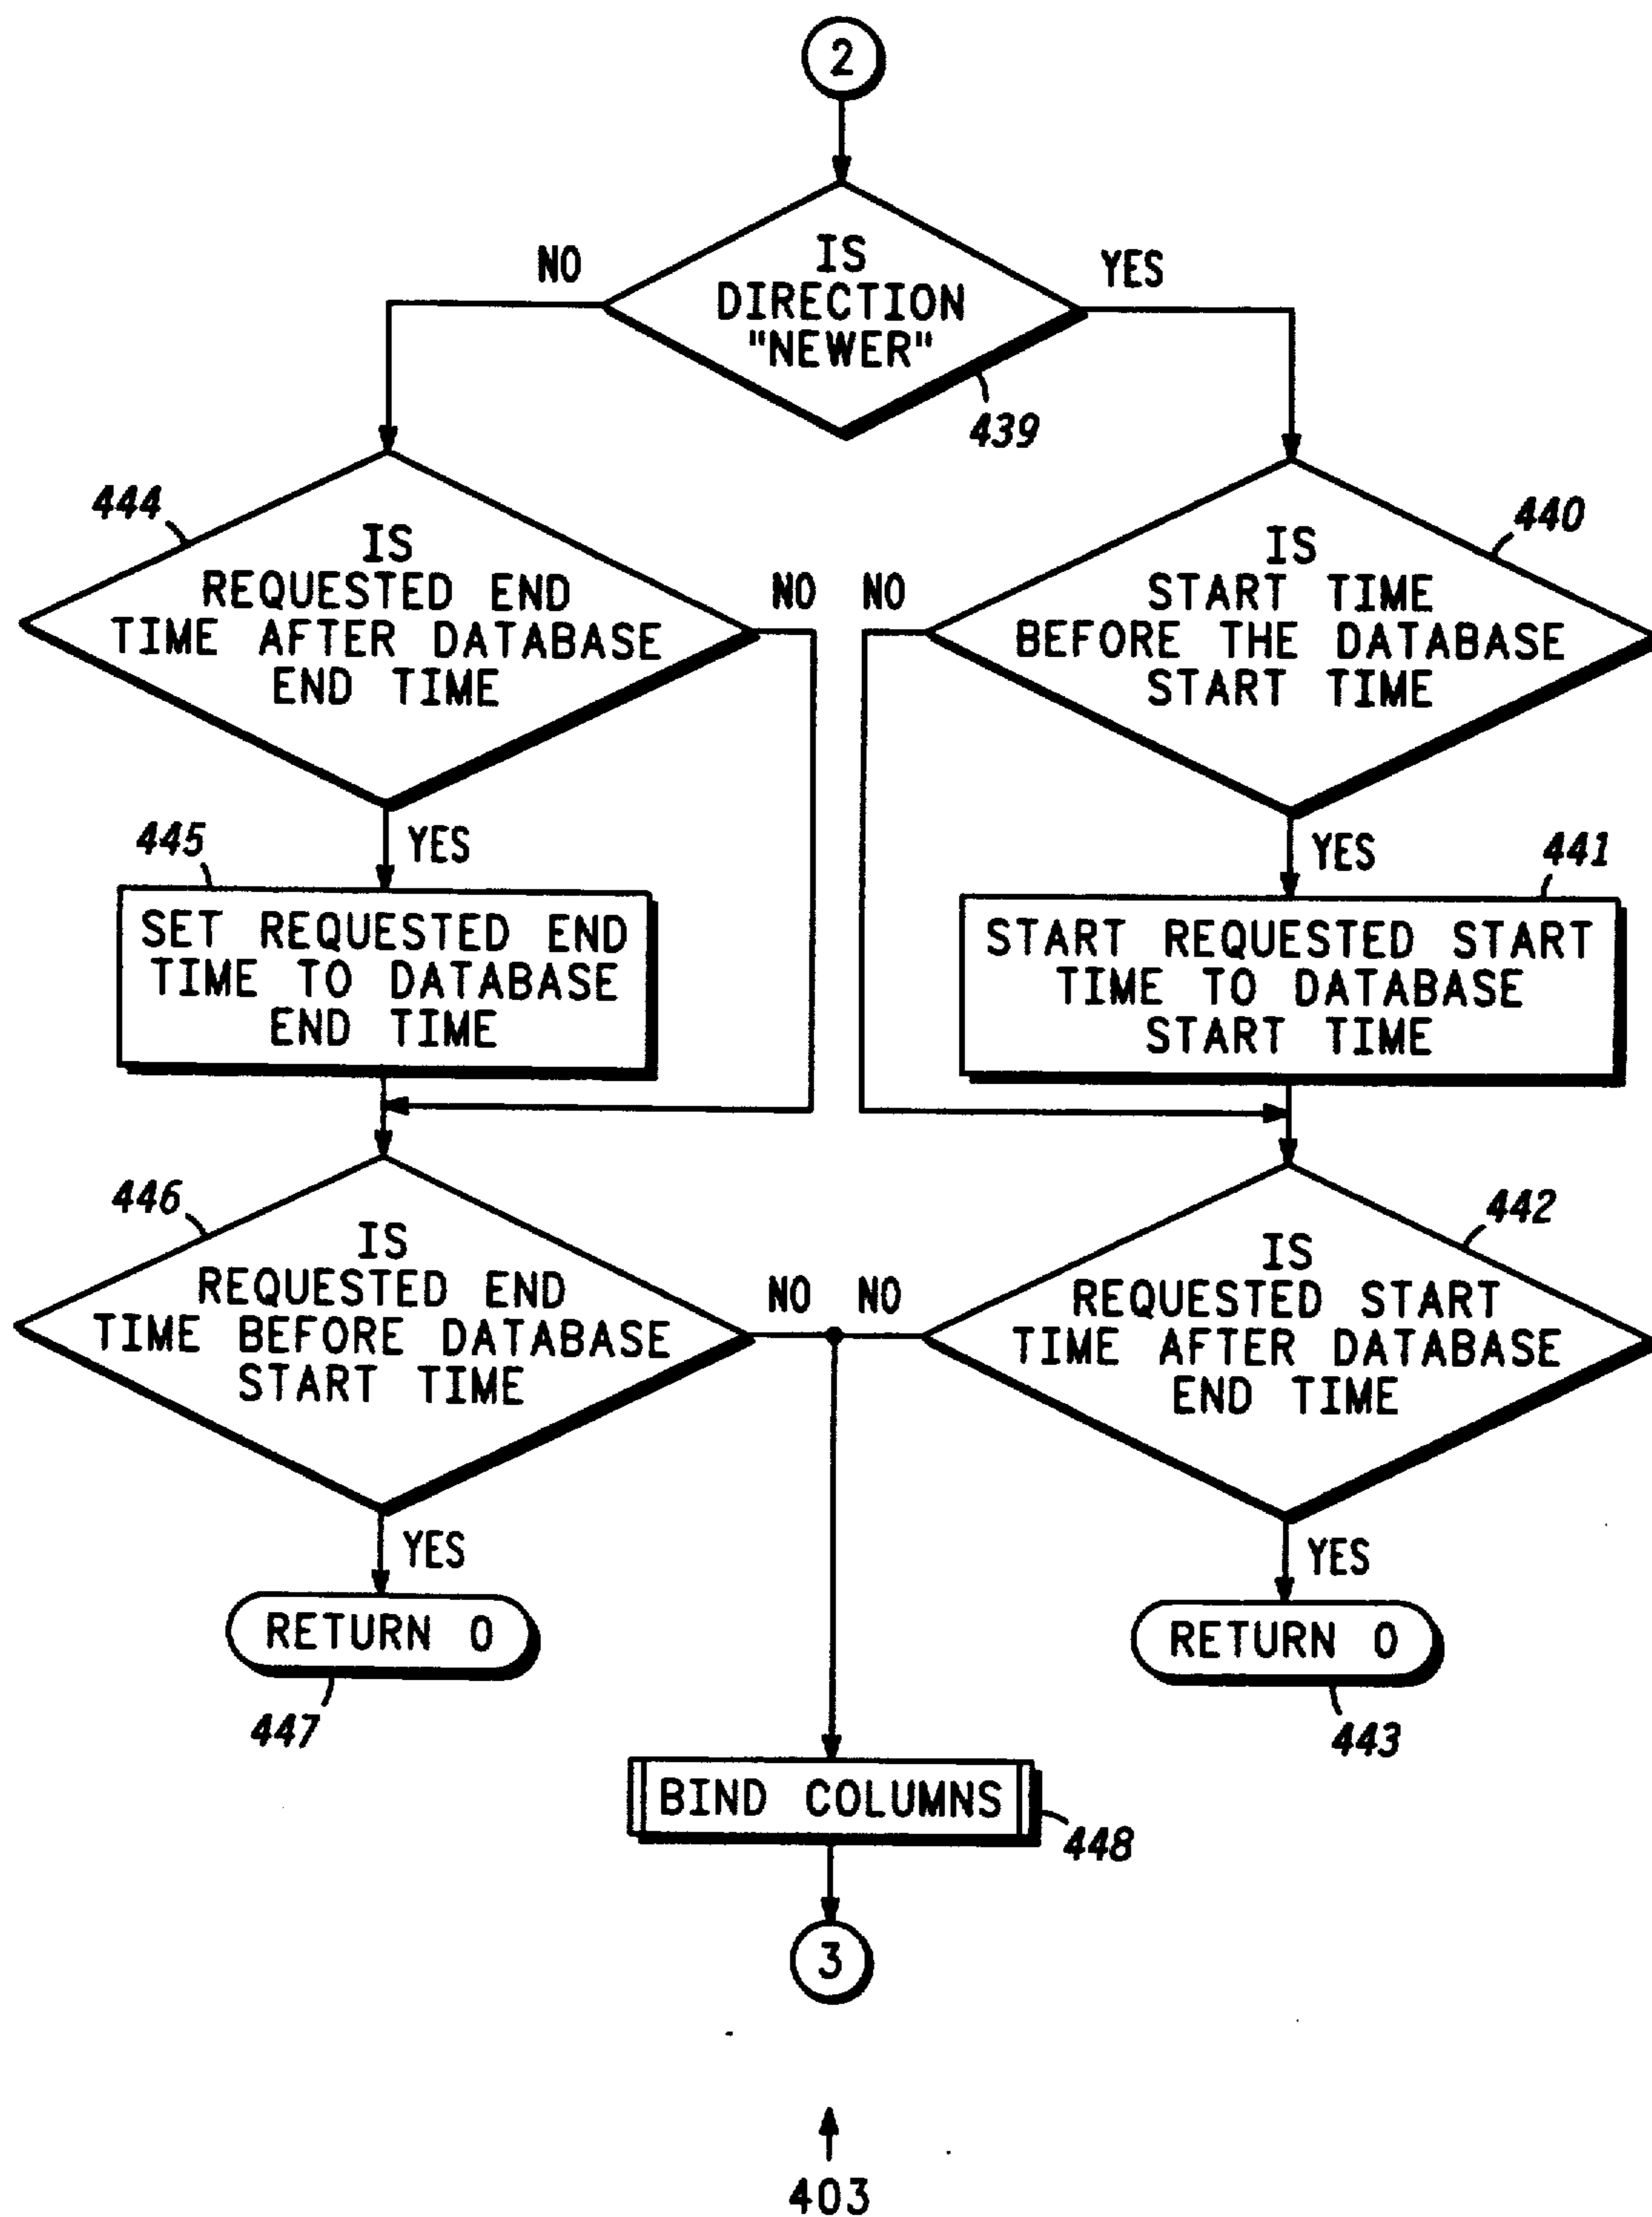 2
IS
DIRECTION
"NEWER"
NO
YES
439
444
IS
REQUESTED END
TIME AFTER DATABASE
END TIME
NO
YES
440
IS
START TIME
BEFORE THE DATABASE
START TIME
NO
YES
445
SET REQUESTED END
TIME TO DATABASE
END TIME
441
START REQUESTED START
TIME TO DATABASE
START TIME
446
IS
REQUESTED END
TIME BEFORE DATABASE
START TIME
NO
YES
442
IS
REQUESTED START
TIME AFTER DATABASE
END TIME
NO
YES
RETURN 0
447
RETURN 0
443
BIND COLUMNS
448
3
403